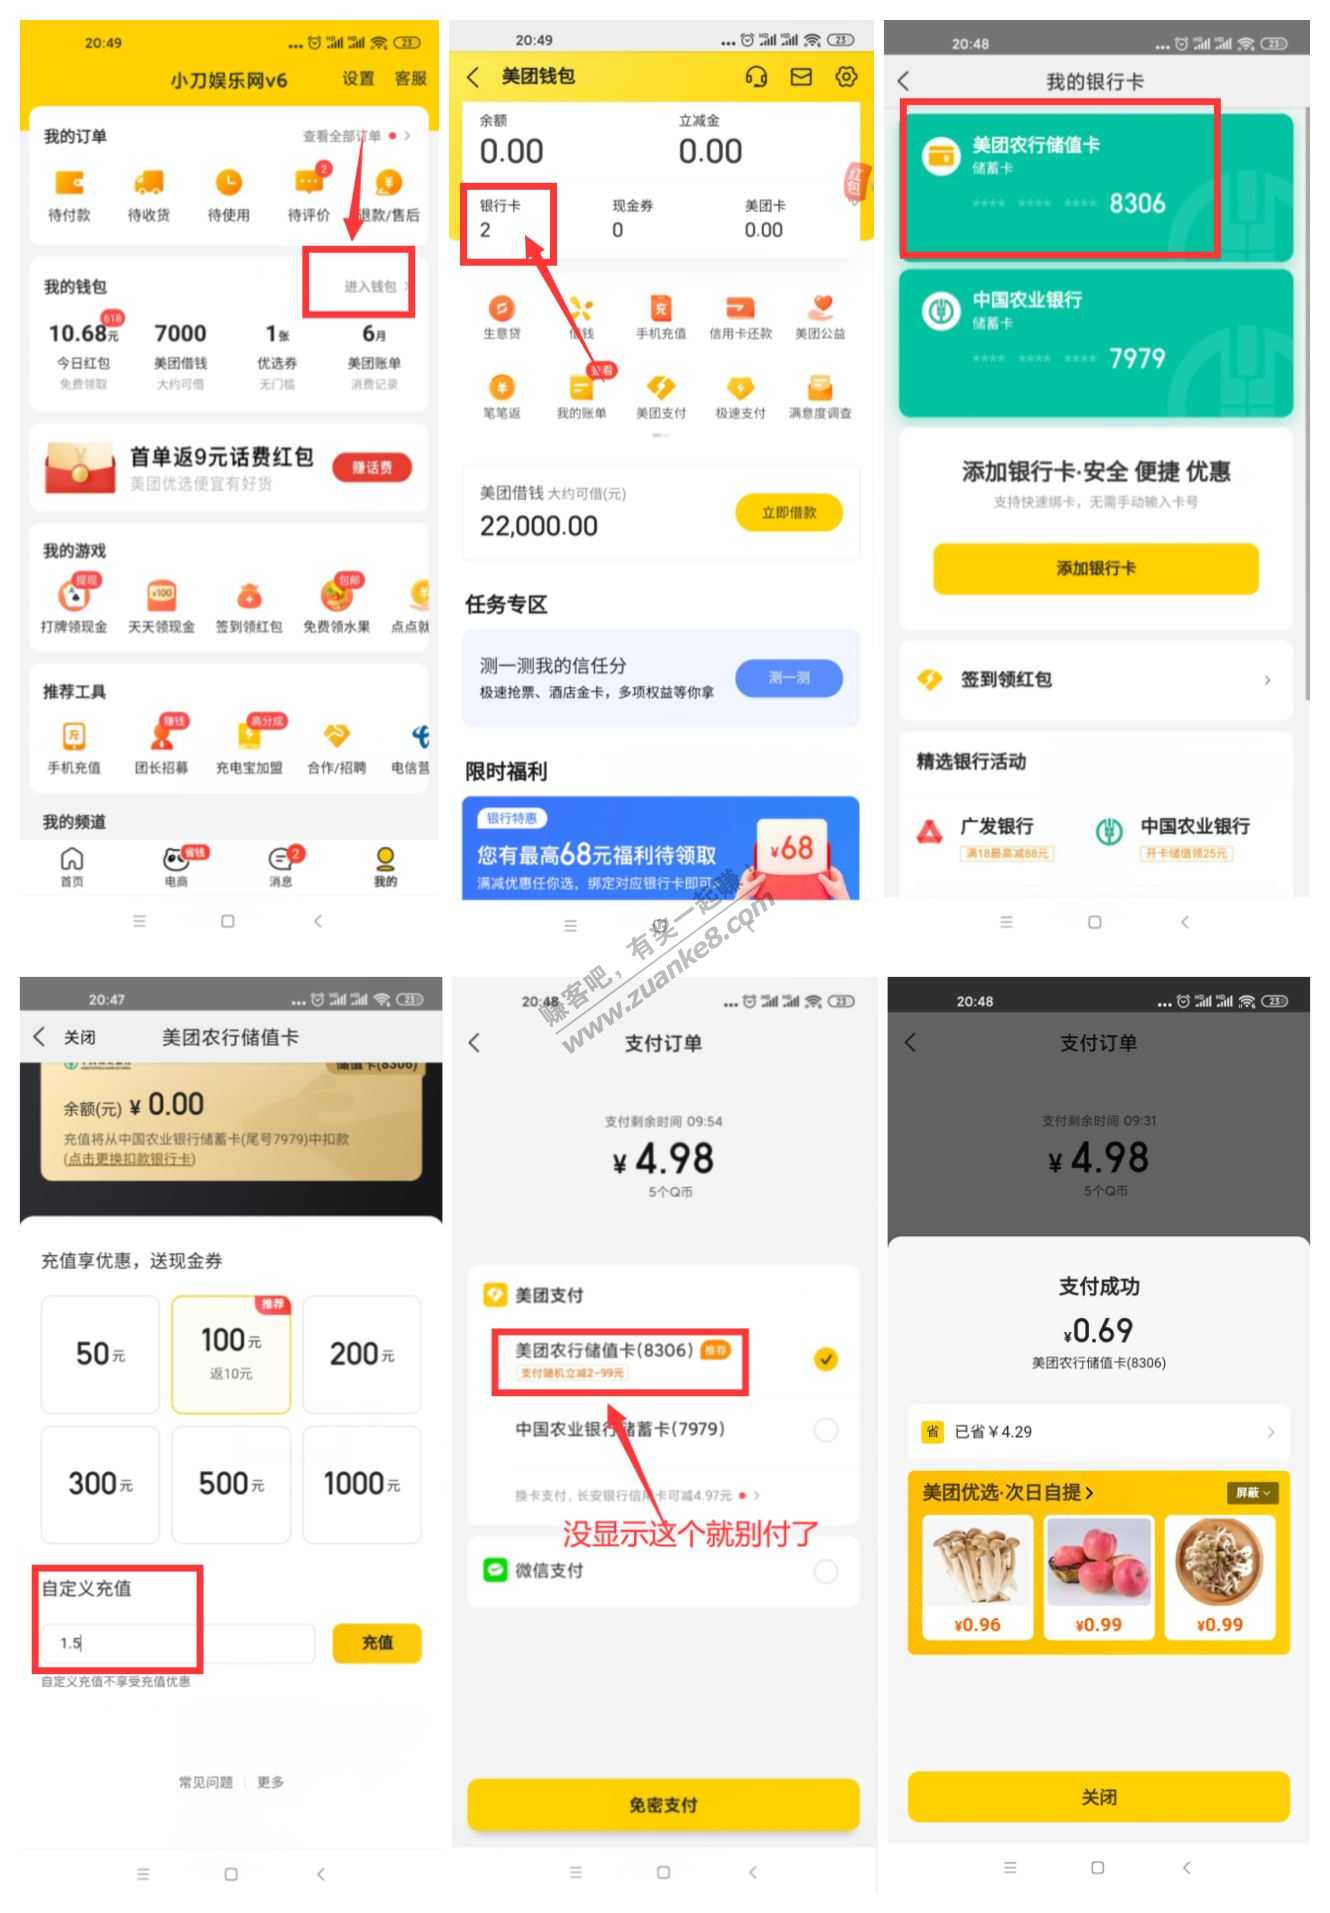 20:49
23
小刀娱乐网v6
设置
客服
我的订单
查看全部订单
2
待付款
待收货
待使用
待评价
退款/售后
我的钱包
进入钱包
618
10.68元
7000
1张
6月
今日红包
美团借钱
优选券
美团账单
免费领取
大约可借
无门槛
消费记录
首单返9元话费红包
美团优选便宜有好货
赚话费
我的游戏
提现
¥100
包邮
打牌领现金
天天领现金
签到领红包
免费领水果
点点就
推荐工具
赚钱
高分成
手机充值
团长招募
充电宝加盟
合作/招聘
电信营
我的频道
省钱
2
首页
电商
消息
我的
20:49
23
美团钱包
余额
立减金
0.00
0.00
红包
银行卡
现金券
美团卡
2
0
0.00
生意贷
借钱
手机充值
信用卡还款
美团公益
笔笔返
我的账单
美团支付
极速支付
满意度调查
美团借钱 大约可借(元)
22,000.00
立即借款
任务专区
测一测我的信任分
极速抢票、酒店金卡，多项权益等你拿
测一测
限时福利
银行特惠
您有最高68元福利待领取
满减优惠任你选，绑定对应银行卡即可
¥68
20:48
23
我的银行卡
美团农行储值卡
储蓄卡
**** **** **** 8306
中国农业银行
储蓄卡
**** **** **** 7979
添加银行卡·安全 便捷 优惠
支持快速绑卡，无需手动输入卡号
添加银行卡
签到领红包
精选银行活动
广发银行
满18最高减88元
中国农业银行
开卡储值领25元
赚客吧，有奖一起赚！
www.zuanke8.com
20:47
23
关闭
美团农行储值卡
储值卡(8306)
余额(元) ¥ 0.00
充值将从中国农业银行储蓄卡(尾号7979)中扣款
(点击更换扣款银行卡)
充值享优惠，送现金券
50元
推荐
100元
返10元
200元
300元
500元
1000元
自定义充值
1.5
充值
自定义充值不享受充值优惠
常见问题
更多
20:48
23
支付订单
支付剩余时间 09:54
¥ 4.98
5个Q币
美团支付
美团农行储值卡(8306)
推荐
支付随机立减2-99元
中国农业银行储蓄卡(7979)
换卡支付，长安银行信用卡可减4.97元
没显示这个就别付了
微信支付
免密支付
20:48
23
支付订单
支付剩余时间 09:31
¥ 4.98
5个Q币
支付成功
¥0.69
美团农行储值卡(8306)
省
已省￥4.29
美团优选·次日自提
屏蔽
¥0.96
¥0.99
¥0.99
关闭